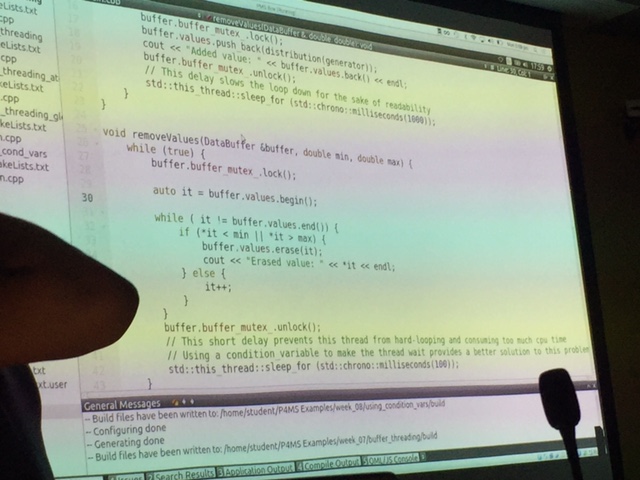 removeValues(DataBuffer &, double, double): void
17:59
Line: 30, Col: 1
threading
.cpp
_threading_at
keLists.txt
.cpp
_threading_gl
keLists.txt
n.cpp
_cond_vars
akeLists.txt
n.cpp
.txt
xt.user
buffer.buffer_mutex_.lock();
buffer.values.push_back(distribution(generator));
cout << "Added value: " << buffer.values.back() << endl;
buffer.buffer_mutex_.unlock();
// This delay slows the loop down for the sake of readability
std::this_thread::sleep_for (std::chrono::milliseconds(1000));
}
}
void removeValues(DataBuffer &buffer, double min, double max) {
while (true) {
buffer.buffer_mutex_.lock();
30
auto it = buffer.values.begin();
while ( it != buffer.values.end()) {
if (*it < min || *it > max) {
buffer.values.erase(it);
cout << "Erased value: " << *it << endl;
} else {
it++;
}
}
buffer.buffer_mutex_.unlock();
// This short delay prevents this thread from hard-looping and consuming too much cpu time
// Using a condition variable to make the thread wait provides a better solution to this problem
std::this_thread::sleep_for (std::chrono::milliseconds(100));
}
General Messages
-- Build files have been written to: /home/student/P4MS Examples/week_08/using_condition_vars/build
-- Configuring done
-- Generating done
-- Build files have been written to: /home/student/P4MS Examples/week_07/buffer_threading/build
1 Issues 2 Search Results 3 Application Output 4 Compile Output 5 QML/JS Console